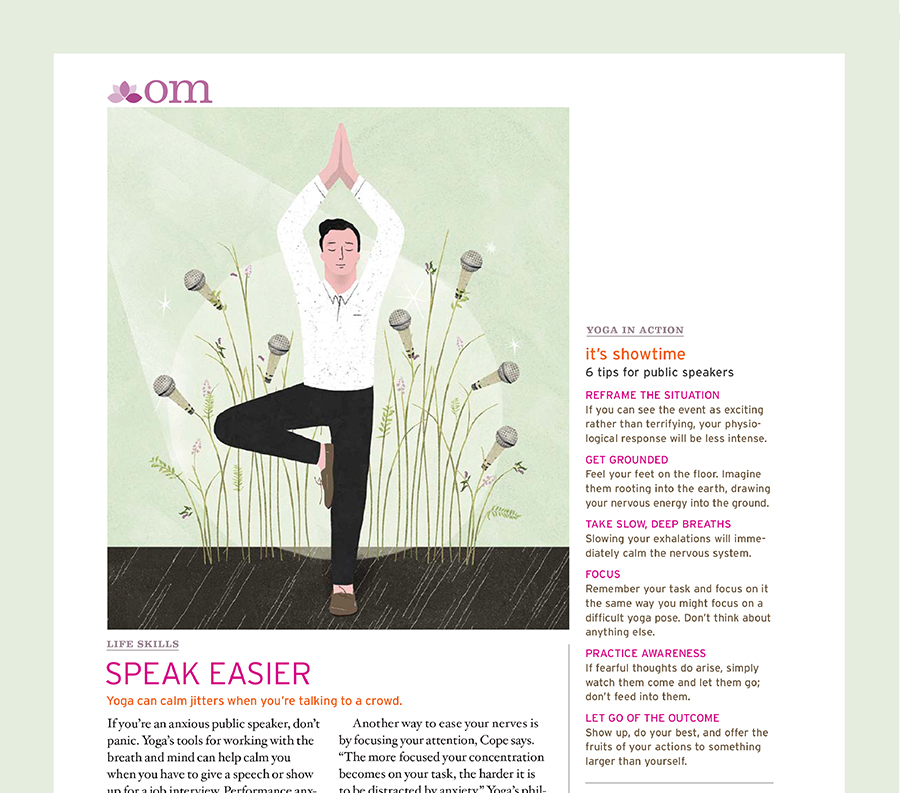 om
LIFE SKILLS
SPEAK EASIER
Yoga can calm jitters when you're talking to a crowd.
If you're an anxious public speaker, don't
panic. Yoga's tools for working with the
breath and mind can help calm you
when you have to give a speech or show
up for a job interview. Performance anx-
Another way to ease your nerves is
by focusing your attention, Cope says.
“The more focused your concentration
becomes on your task, the harder it is
to be distracted by anxiety.” Yoga's phil-
YOGA IN ACTION
it's showtime
6 tips for public speakers
REFRAME THE SITUATION
If you can see the event as exciting
rather than terrifying, your physio-
logical response will be less intense.
GET GROUNDED
Feel your feet on the floor. Imagine
them rooting into the earth, drawing
your nervous energy into the ground.
TAKE SLOW, DEEP BREATHS
Slowing your exhalations will imme-
diately calm the nervous system.
FOCUS
Remember your task and focus on it
the same way you might focus on a
difficult yoga pose. Don't think about
anything else.
PRACTICE AWARENESS
If fearful thoughts do arise, simply
watch them come and let them go;
don't feed into them.
LET GO OF THE OUTCOME
Show up, do your best, and offer the
fruits of your actions to something
larger than yourself.